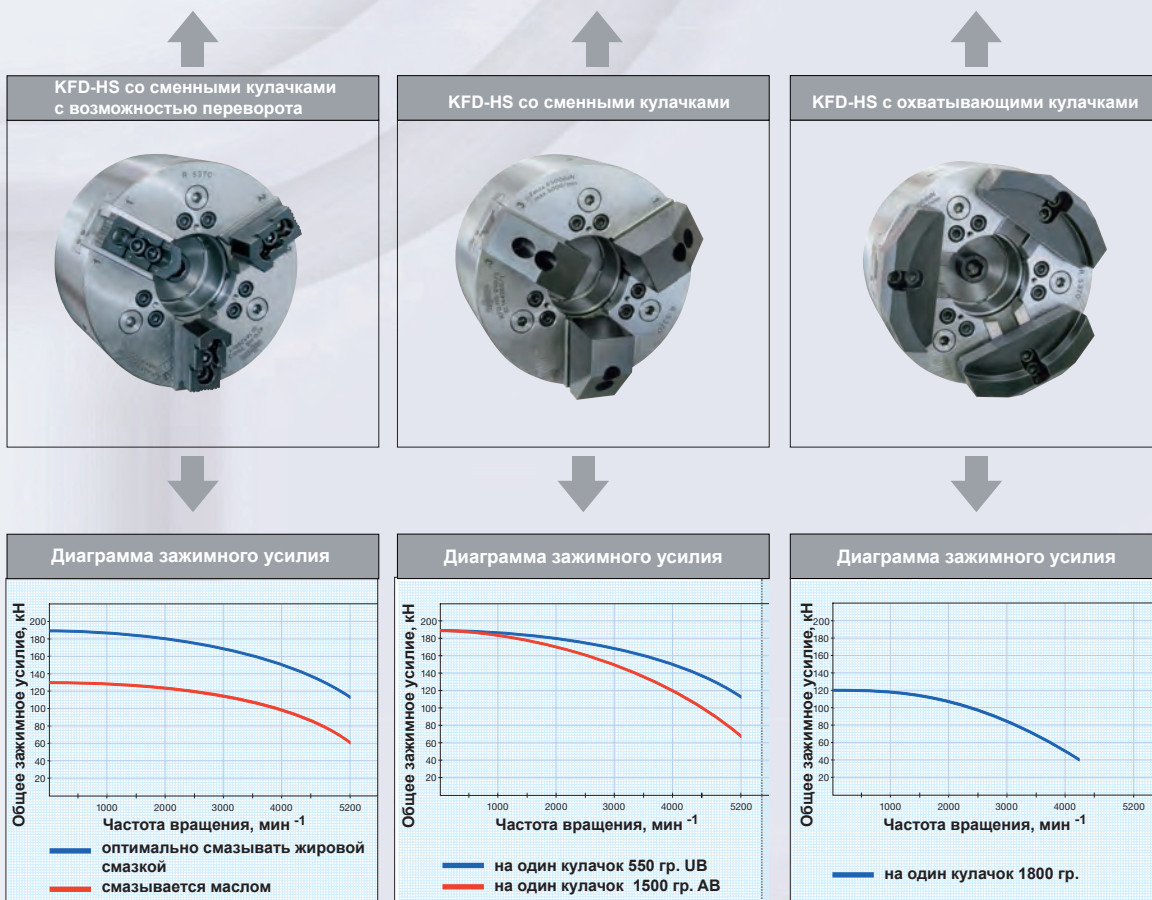 KFD-HS со сменными кулачками
с возможностью переворота
KFD-HS со сменными кулачками
KFD-HS с охватывающими кулачками
R 5370
R 5370
R 5370
Диаграмма зажимного усилия
Диаграмма зажимного усилия
Диаграмма зажимного усилия
Общее зажимное усилие, кН
200
180
160
140
120
100
80
60
40
20
1000 2000 3000 4000 5200
Частота вращения, мин -1
оптимально смазывать жировой
смазкой
смазывается маслом
Общее зажимное усилие, кН
200
180
160
140
120
100
80
60
40
20
1000 2000 3000 4000 5200
Частота вращения, мин -1
на один кулачок 550 гр. UB
на один кулачок 1500 гр. AB
Общее зажимное усилие, кН
200
180
160
140
120
100
80
60
40
20
1000 2000 3000 4000 5200
Частота вращения, мин -1
на один кулачок 1800 гр.